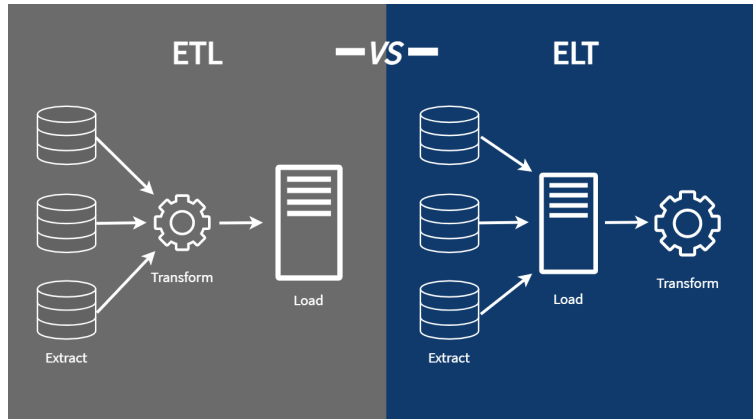 ETL
VS
ELT
Transform
Load
Extract
Load
Transform
Extract